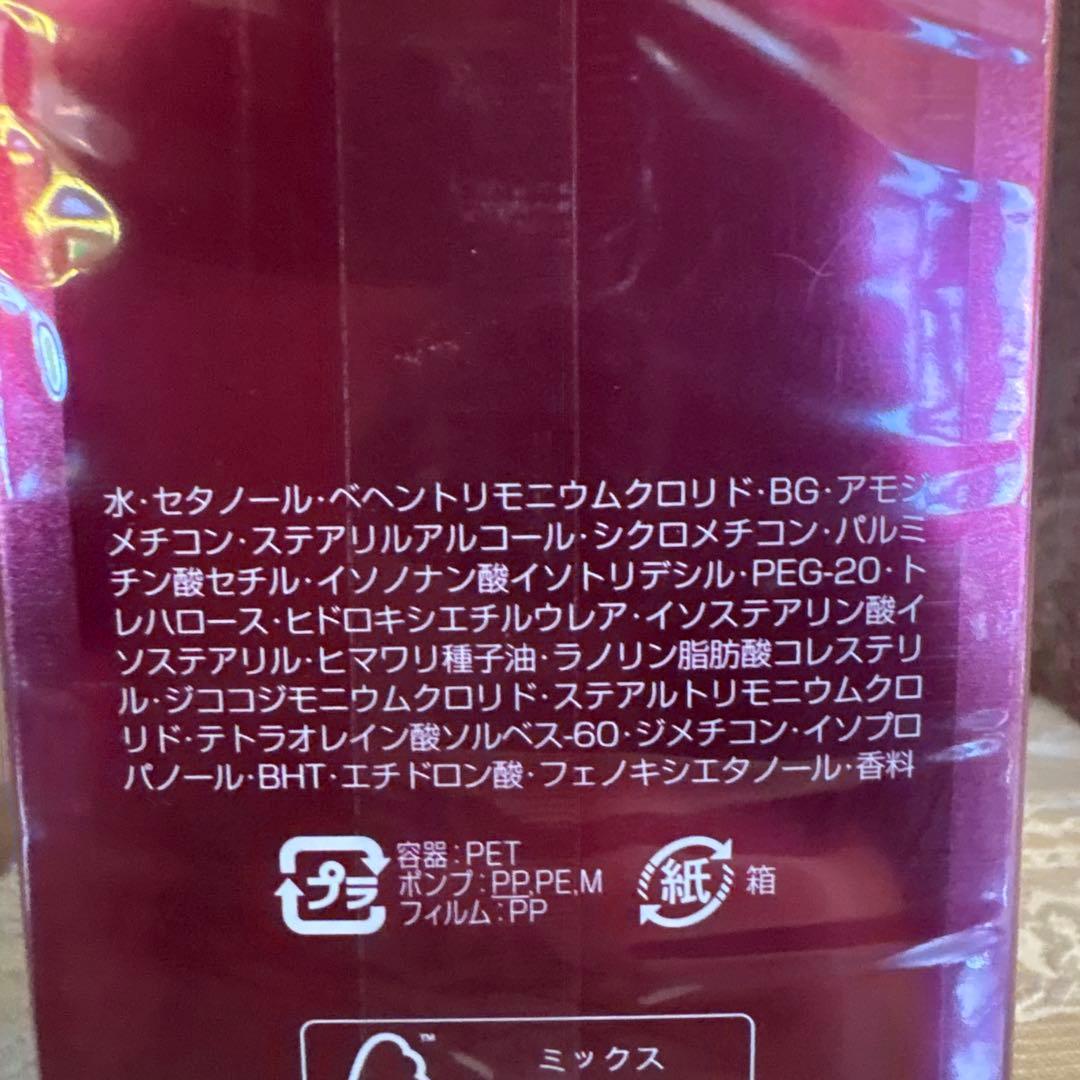 水・セタノール・ベヘントリモニウムクロリド・BG・アモジ
メチコン・ステアリルアルコール・シクロメチコン・パルミ
チン酸セチル・イソノナン酸イソトリデシル・PEG-20・ト
レハロース・ヒドロキシエチルウレア・イソステアリン酸イ
ソステアリル・ヒマワリ種子油・ラノリン脂肪酸コレステリ
ル・ジココジモニウムクロリド・ステアルトリモニウムクロ
リド・テトラオレイン酸ソルベス-60・ジメチコン・イソプロ
パノール・BHT・エチドロン酸・フェノキシエタノール・香料
プラ
容器:PET
ポンプ:PP,PE,M
フィルム:PP
紙 箱
™
ミックス